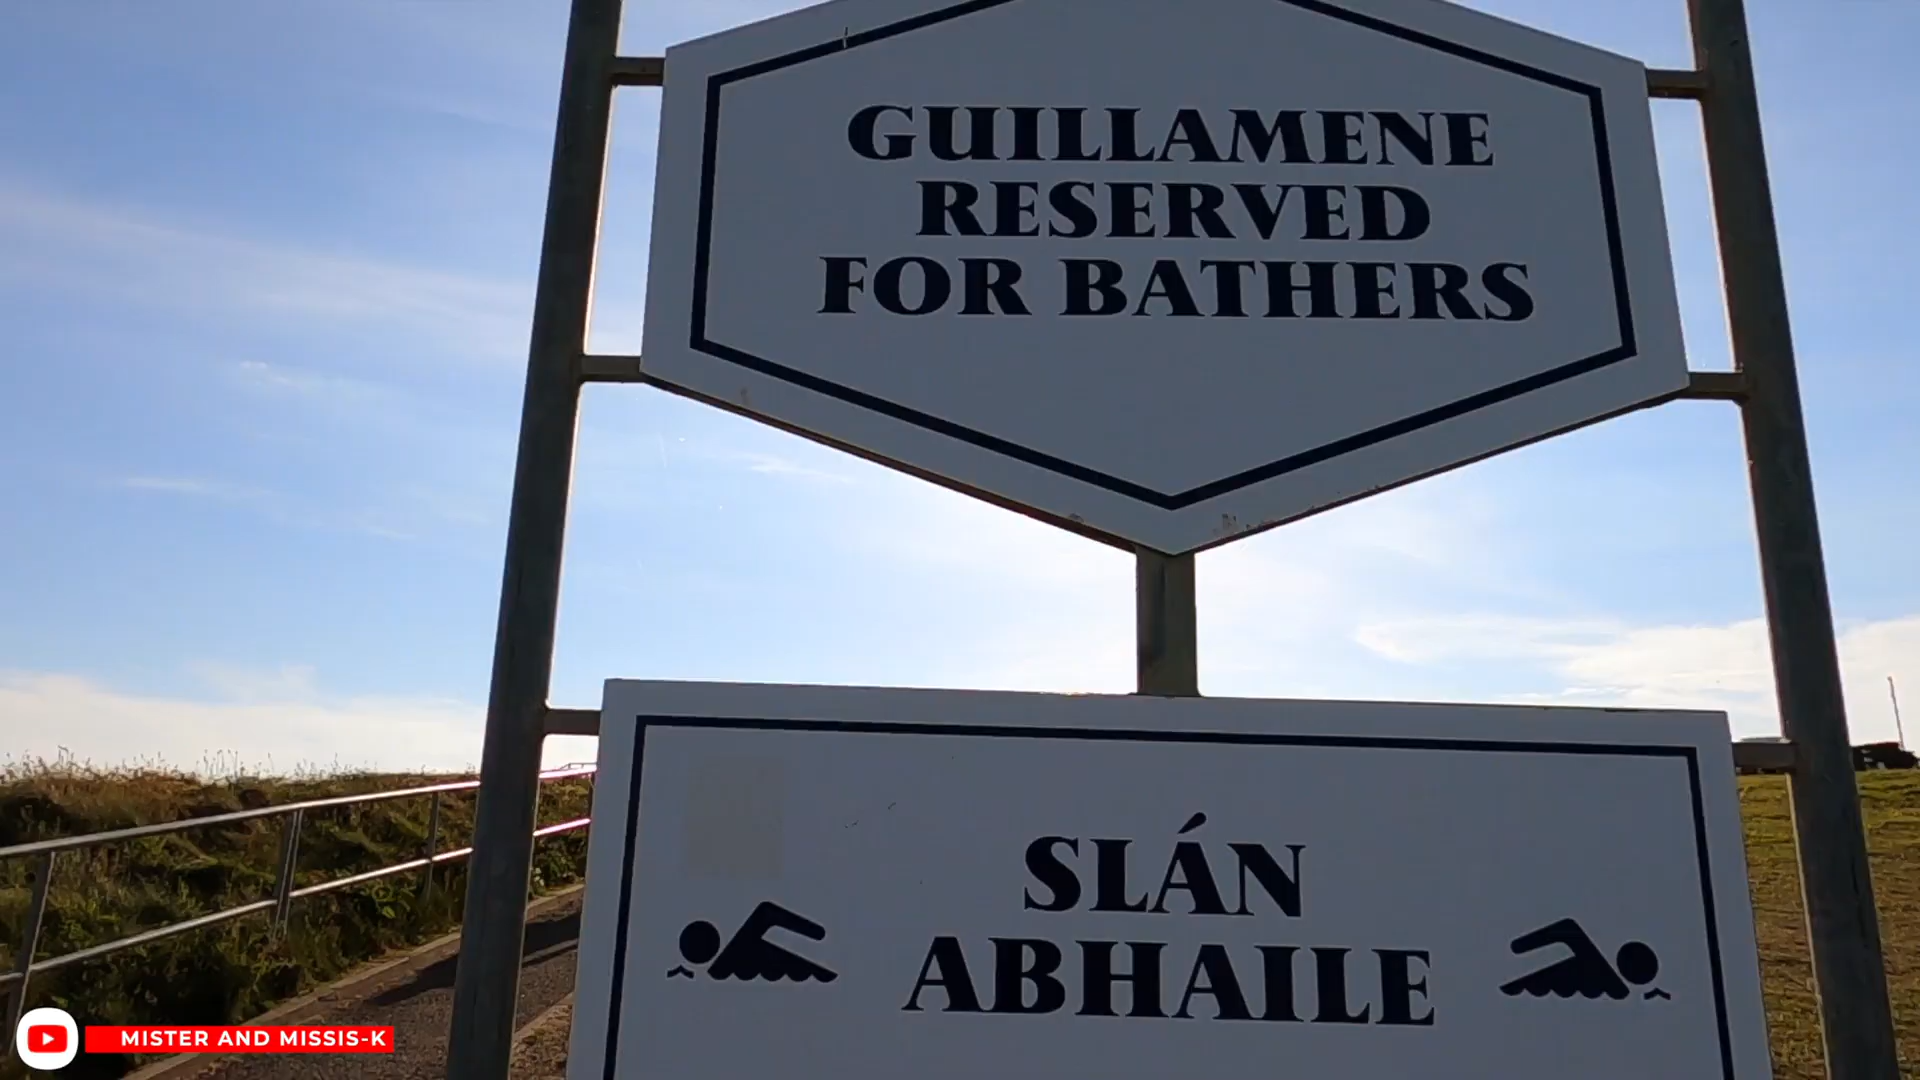 GUILLAMENE
RESERVED
FOR BATHERS
SLÁN
ABHAILE
MISTER AND MISSIS-K